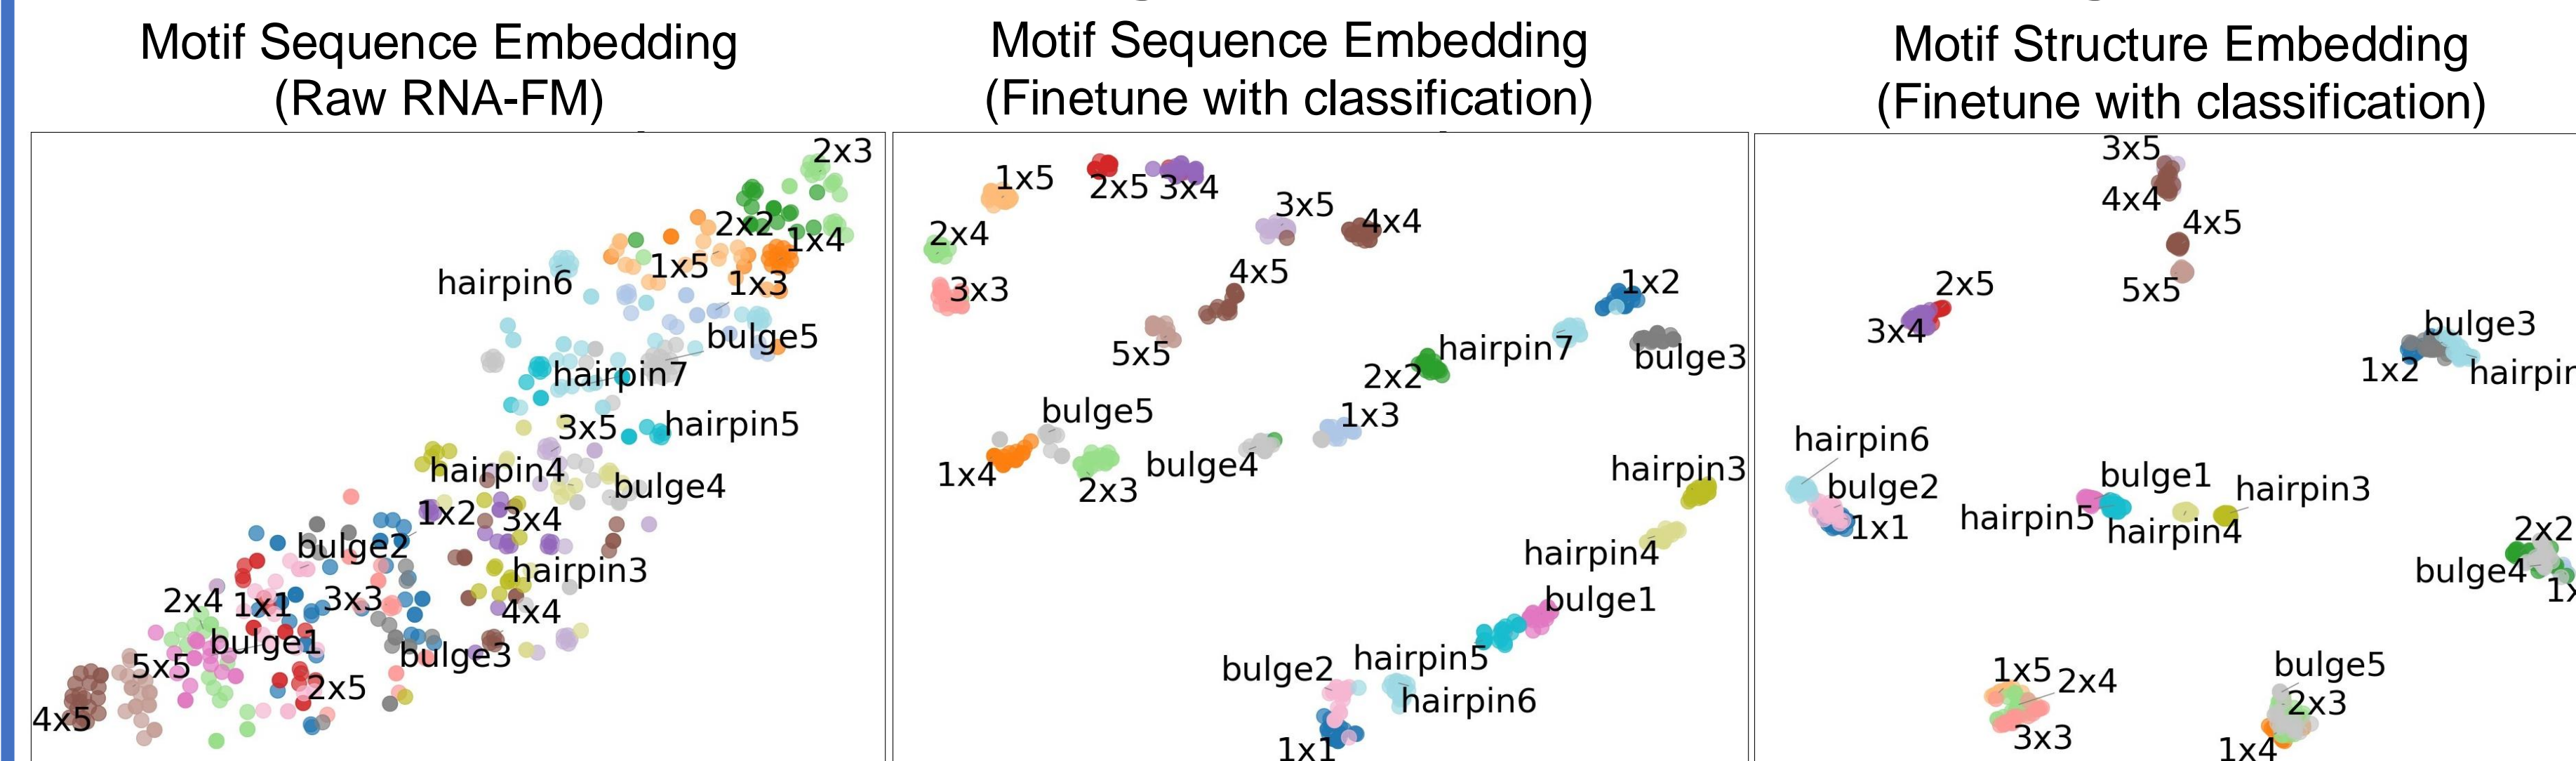 Motif Sequence Embedding
(Raw RNA-FM)
2x3
2x2
1x4
1x5
1x3
hairpin6
bulge5
hairpin7
3x5
hairpin5
hairpin4
bulge4
1x2
3x4
bulge2
hairpin3
2x4
1x1
3x3
4x4
bulge1
bulge3
5x5
2x5
4x5
Motif Sequence Embedding
(Finetune with classification)
1x5
2x5
3x4
3x5
4x4
2x4
4x5
3x3
1x2
5x5
hairpin7
bulge3
2x2
bulge5
1x3
1x4
bulge4
2x3
hairpin3
hairpin4
bulge1
bulge2
hairpin5
hairpin6
1x1
Motif Structure Embedding
(Finetune with classification)
3x5
4x4
4x5
2x5
5x5
3x4
bulge3
1x2
hairpin6
bulge2
bulge1
hairpin3
1x1
hairpin5
hairpin4
2x2
bulge4
bulge5
1x5
2x4
2x3
3x3
1x4